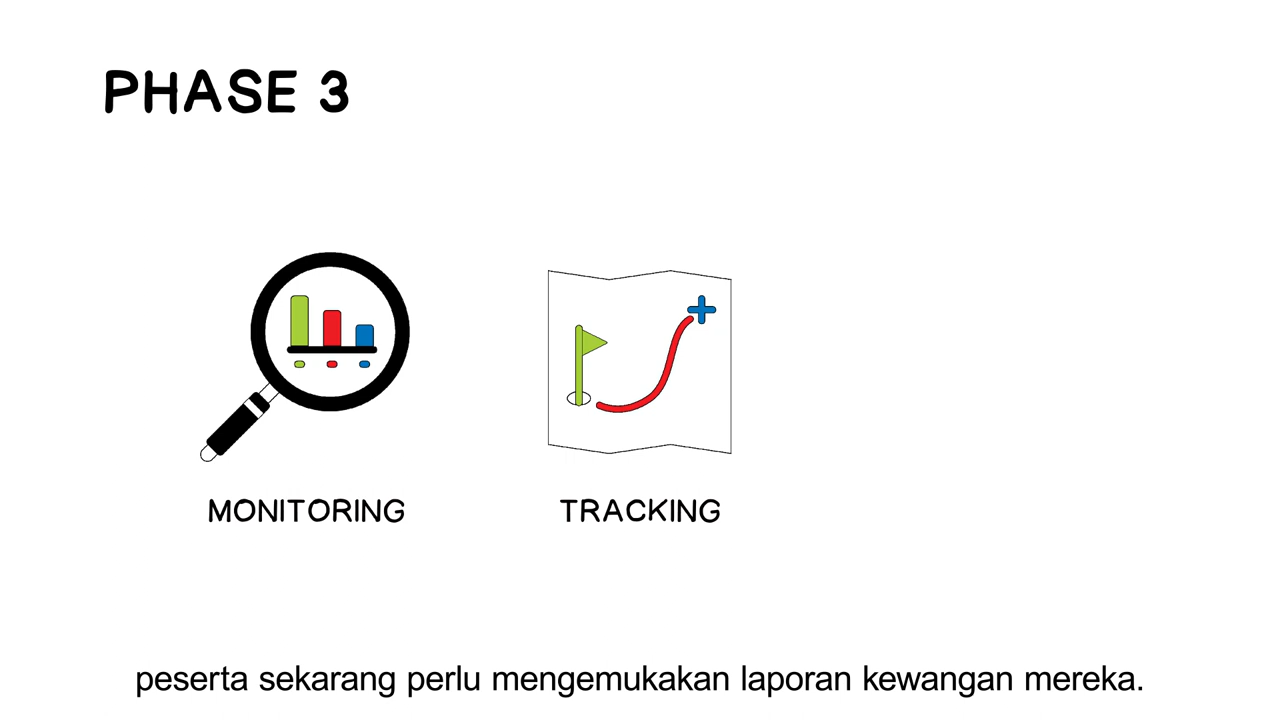 PHASE 3
MONITORING
TRACKING
peserta sekarang perlu mengemukakan laporan kewangan mereka.